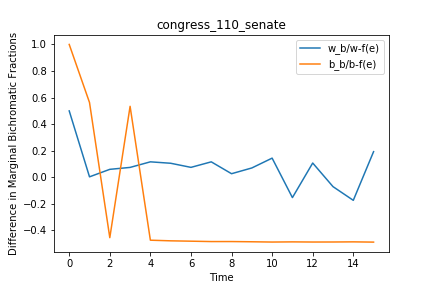 congress_110_senate
Difference in Marginal Bichromatic Fractions
1.0
0.8
0.6
0.4
0.2
0.0
−0.2
−0.4
w_b/w-f(e)
b_b/b-f(e)
0 2 4 6 8 10 12 14
Time